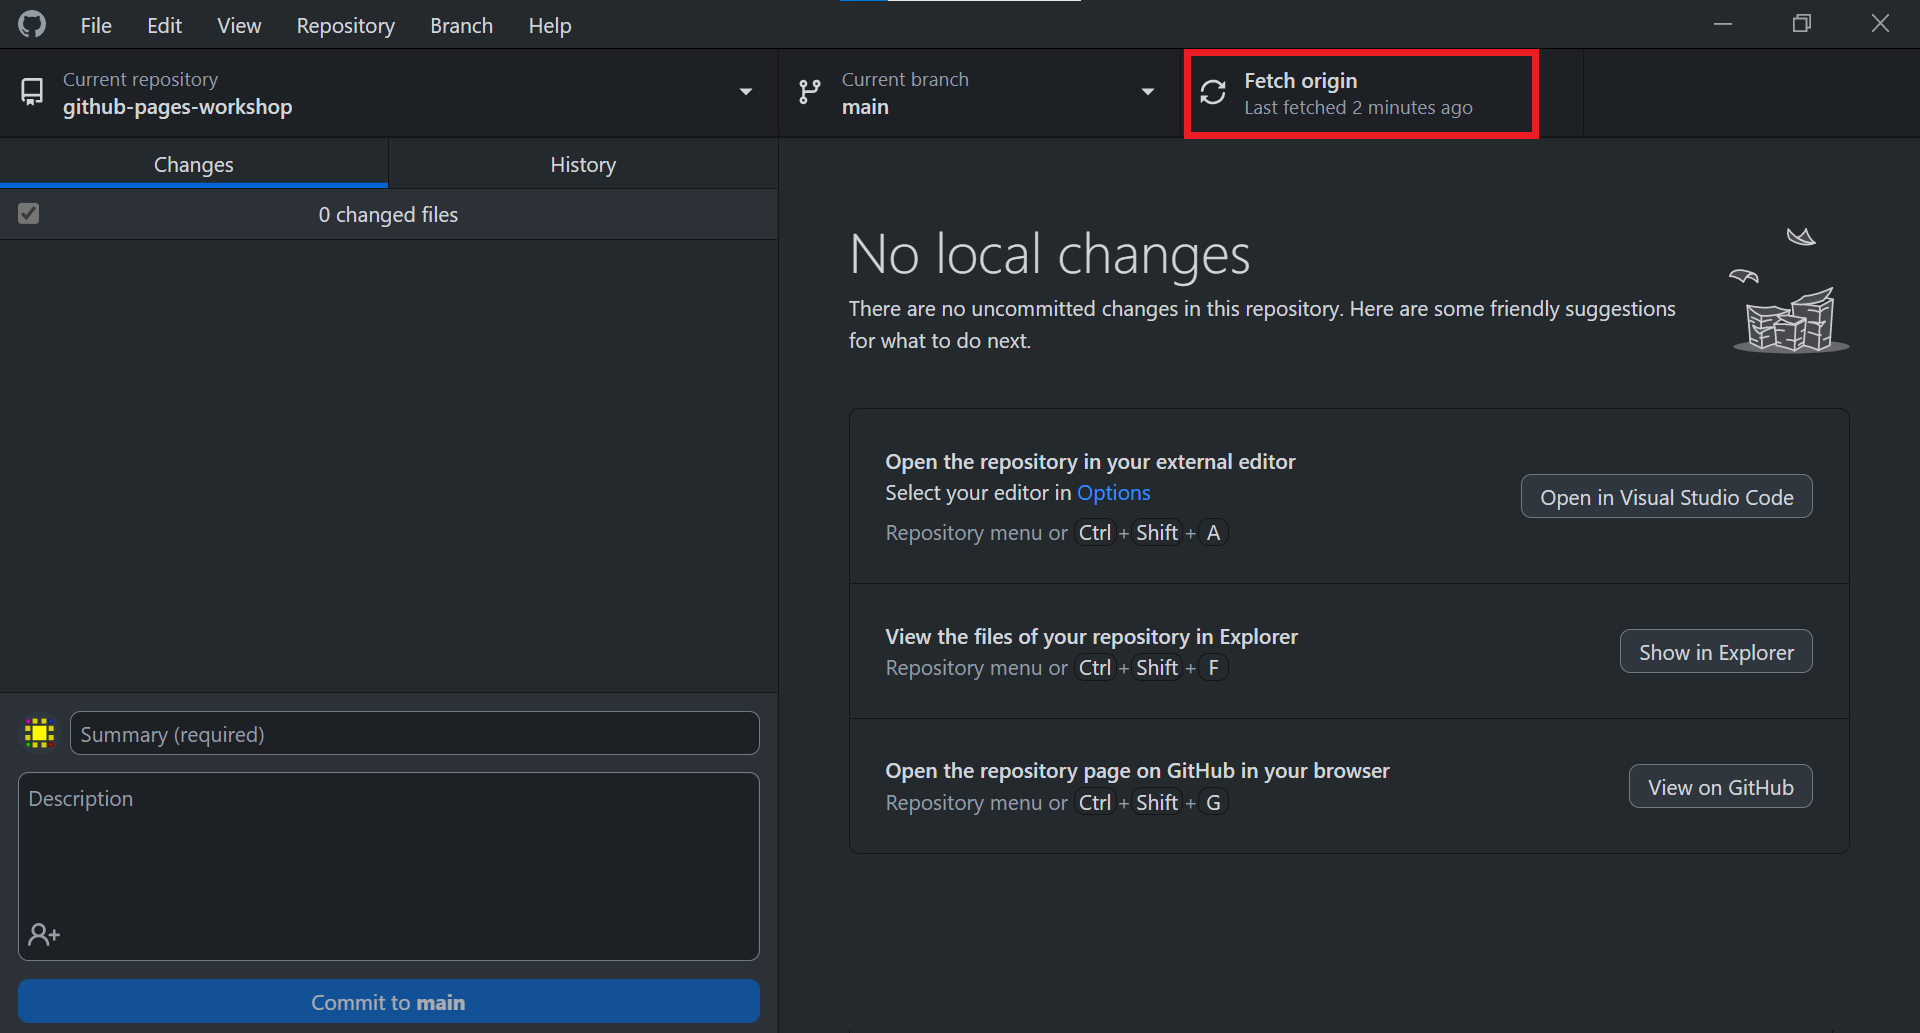 File Edit View Repository Branch Help
Current repository
github-pages-workshop
Current branch
main
Fetch origin
Last fetched 2 minutes ago
Changes
History
0 changed files
No local changes
There are no uncommitted changes in this repository. Here are some friendly suggestions
for what to do next.
Open the repository in your external editor
Select your editor in Options
Repository menu or Ctrl + Shift + A
Open in Visual Studio Code
View the files of your repository in Explorer
Repository menu or Ctrl + Shift + F
Show in Explorer
Open the repository page on GitHub in your browser
Repository menu or Ctrl + Shift + G
View on GitHub
Summary (required)
Description
Commit to main